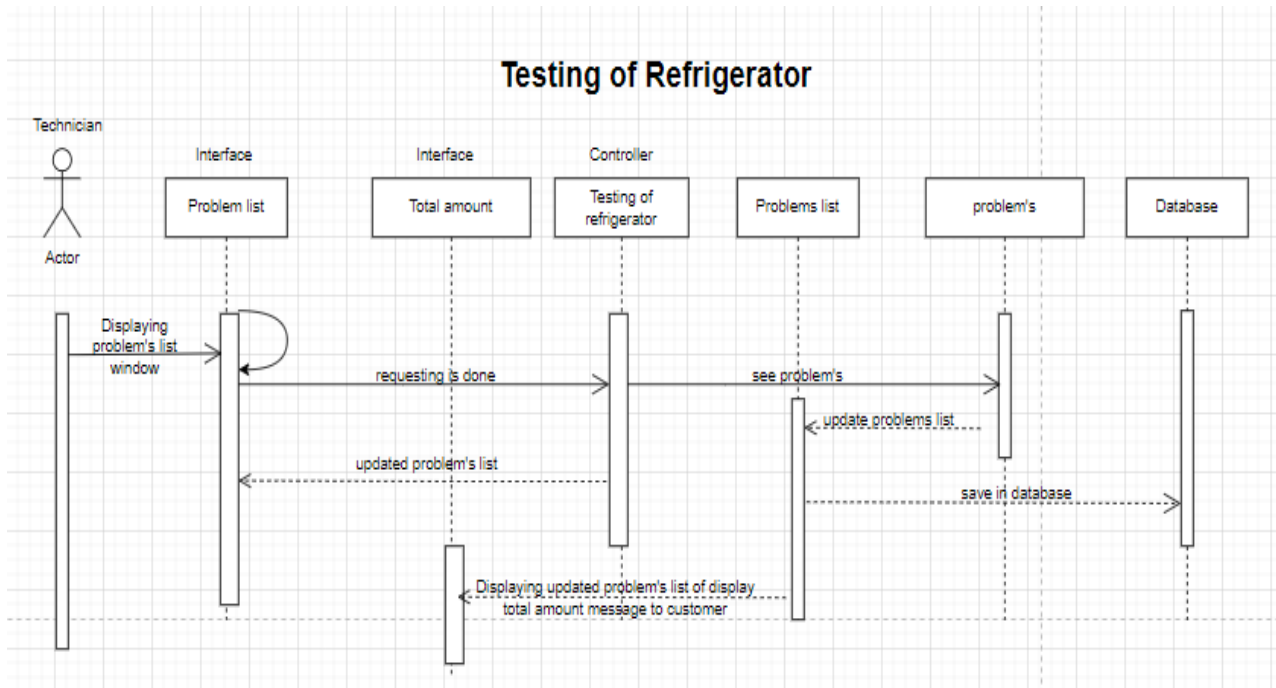 Testing of Refrigerator
Technician
Interface
Interface
Controller
Problem list
Total amount
Testing of
refrigerator
Problems list
problem's
Database
Actor
Displaying
problem's list
window
requesting is done
see problem's
update problems list
updated problem's list
save in database
Displaying updated problem's list of display
total amount message to customer